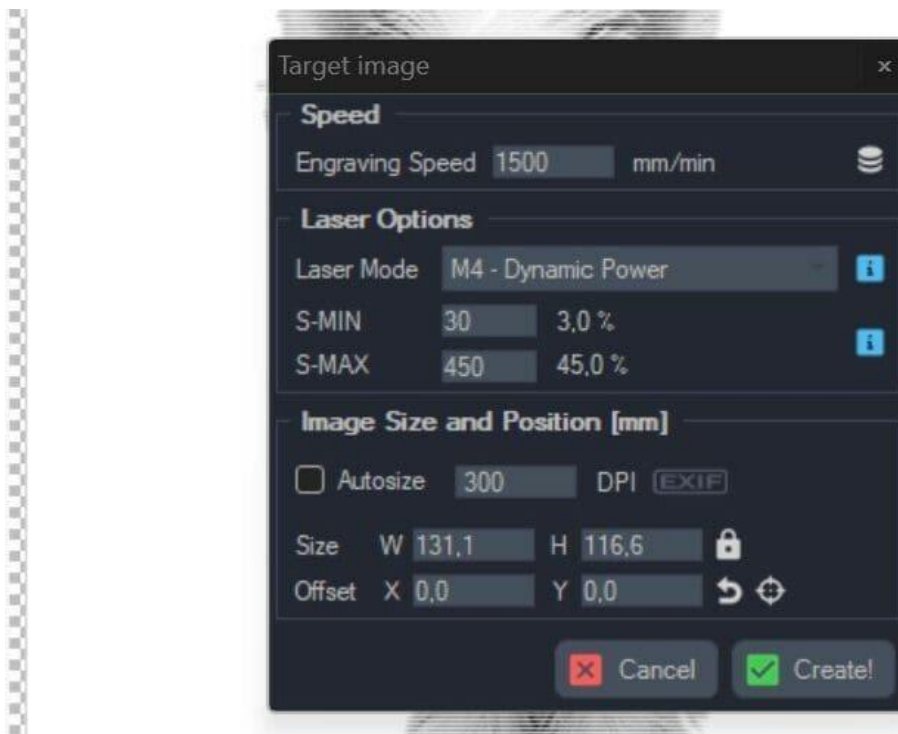 Target image
Speed
Engraving Speed 1500 mm/min
Laser Options
Laser Mode M4 - Dynamic Power
S-MIN 30 3,0 %
S-MAX 450 45,0 %
Image Size and Position [mm]
Autosize 300 DPI EXIF
Size W 131,1 H 116,6
Offset X 0,0 Y 0,0
Cancel Create!